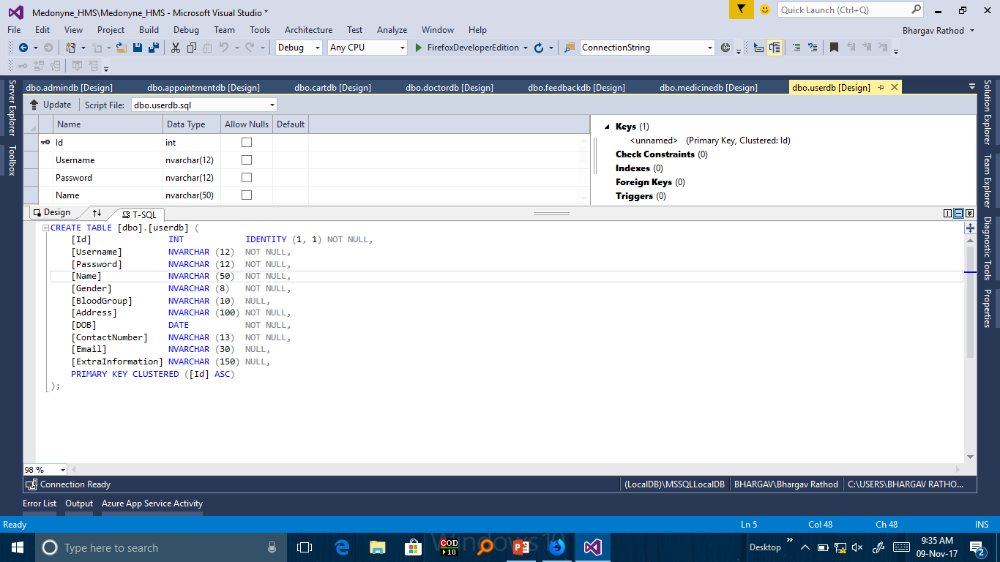 Medonyne_HMS\Medonyne_HMS - Microsoft Visual Studio *
Quick Launch (Ctrl+Q)
File Edit View Project Build Debug Team Tools Architecture Test Analyze Window Help
Bhargav Rathod
Debug Any CPU FirefoxDeveloperEdition ConnectionString
Server Explorer
Toolbox
dbo.admindb [Design] dbo.appointmentdb [Design] dbo.cartdb [Design] dbo.doctordb [Design] dbo.feedbackdb [Design] dbo.medicinedb [Design] dbo.userdb [Design]
Update Script File: dbo.userdb.sql
Name Data Type Allow Nulls Default
Id int
Username nvarchar(12)
Password nvarchar(12)
Name nvarchar(50)
Keys (1)
<unnamed> (Primary Key, Clustered: Id)
Check Constraints (0)
Indexes (0)
Foreign Keys (0)
Triggers (0)
Design T-SQL
CREATE TABLE [dbo].[userdb] (
[Id] INT IDENTITY (1, 1) NOT NULL,
[Username] NVARCHAR (12) NOT NULL,
[Password] NVARCHAR (12) NOT NULL,
[Name] NVARCHAR (50) NOT NULL,
[Gender] NVARCHAR (8) NOT NULL,
[BloodGroup] NVARCHAR (10) NULL,
[Address] NVARCHAR (100) NOT NULL,
[DOB] DATE NOT NULL,
[ContactNumber] NVARCHAR (13) NOT NULL,
[Email] NVARCHAR (30) NULL,
[ExtraInformation] NVARCHAR (150) NULL,
PRIMARY KEY CLUSTERED ([Id] ASC)
);
Solution Explorer
Team Explorer
Diagnostic Tools
Properties
98 %
Connection Ready (LocalDB)\MSSQLLocalDB BHARGAV\Bhargav Rathod C:\USERS\BHARGAV RATHO...
Error List Output Azure App Service Activity
Ready Ln 5 Col 48 Ch 48 INS
Type here to search
COD
10
Windows 10
Desktop
9:35 AM
09-Nov-17
2